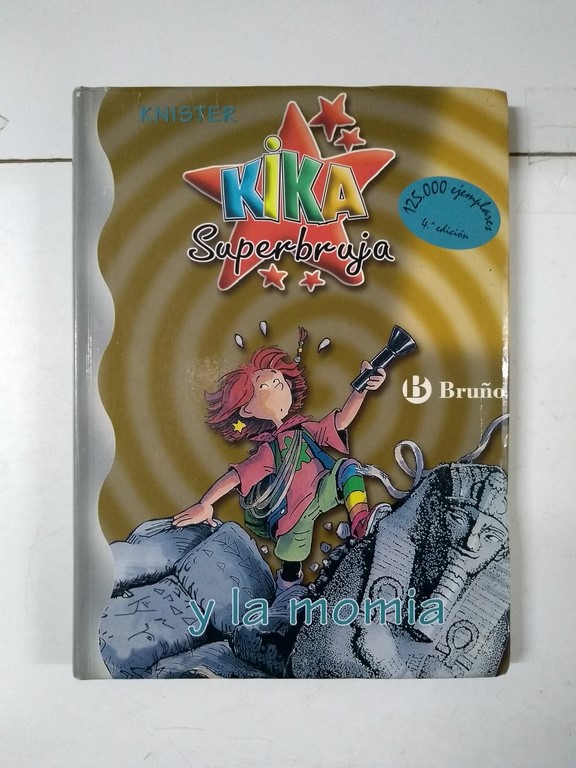 KNISTER
KiKA
Superbruja
125.000 ejemplares
4.ª edición
B Bruño
y la momia